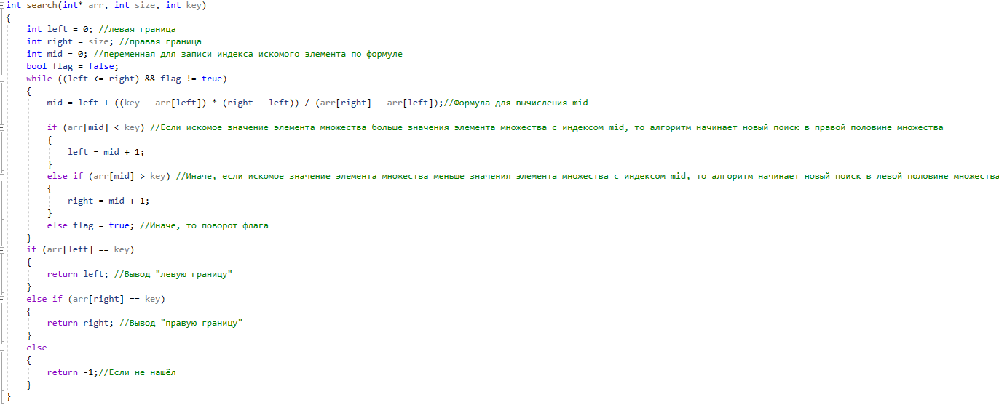 int search(int* arr, int size, int key)
{
int left = 0; //левая граница
int right = size; //правая граница
int mid = 0; //переменная для записи индекса искомого элемента по формуле
bool flag = false;
while ((left <= right) && flag != true)
{
mid = left + ((key - arr[left]) * (right - left)) / (arr[right] - arr[left]);//Формула для вычисления mid
if (arr[mid] < key) //Если искомое значение элемента множества больше значения элемента множества с индексом mid, то алгоритм начинает новый поиск в правой половине множества
{
left = mid + 1;
}
else if (arr[mid] > key) //Иначе, если искомое значение элемента множества меньше значения элемента множества с индексом mid, то алгоритм начинает новый поиск в левой половине множества
{
right = mid + 1;
}
else flag = true; //Иначе, то поворот флага
}
if (arr[left] == key)
{
return left; //Вывод "левую границу"
}
else if (arr[right] == key)
{
return right; //Вывод "правую границу"
}
else
{
return -1;//Если не нашёл
}
}